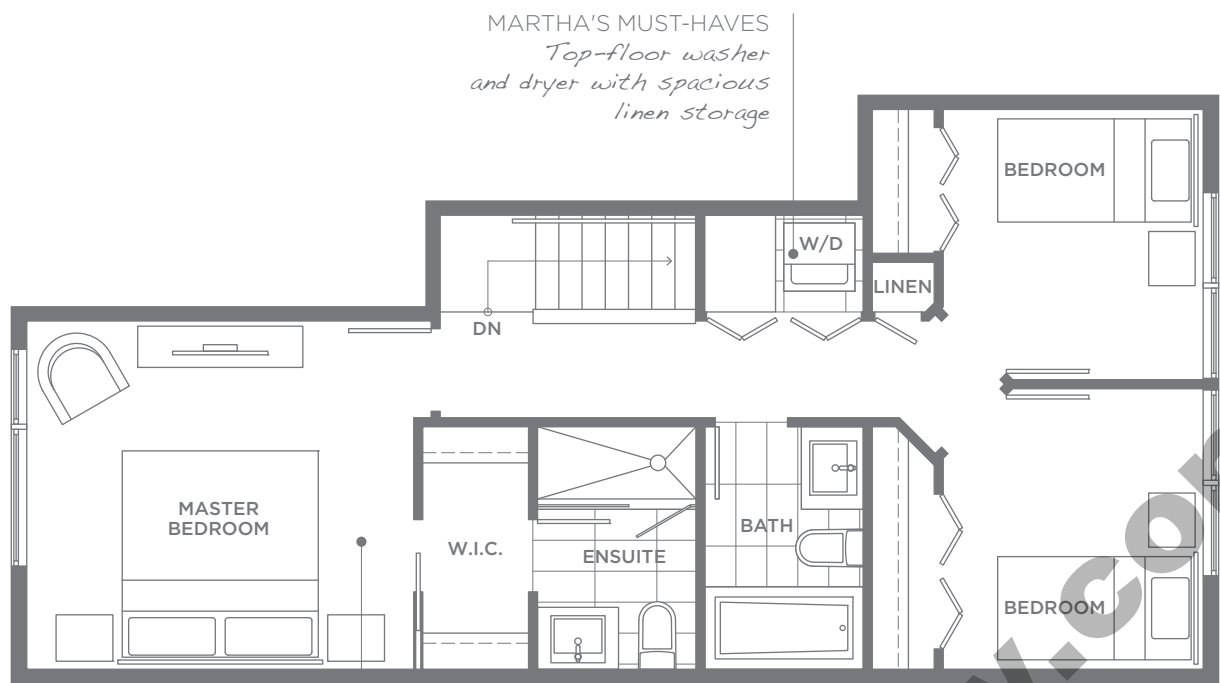 MARTHA'S MUST-HAVES
Top-floor washer
and dryer with spacious
linen storage
BEDROOM
W/D
LINEN
DN
MASTER
BEDROOM
W.I.C.
ENSUITE
BATH
BEDROOM